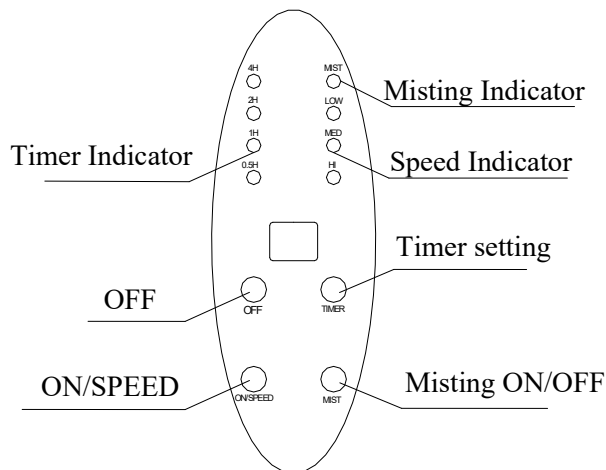 4H
MIST
Misting Indicator
2H
LOW
1H
MED
Timer Indicator
Speed Indicator
0.5H
HI
Timer setting
OFF
OFF
TIMER
ON/SPEED
Misting ON/OFF
ON/SPEED
MIST